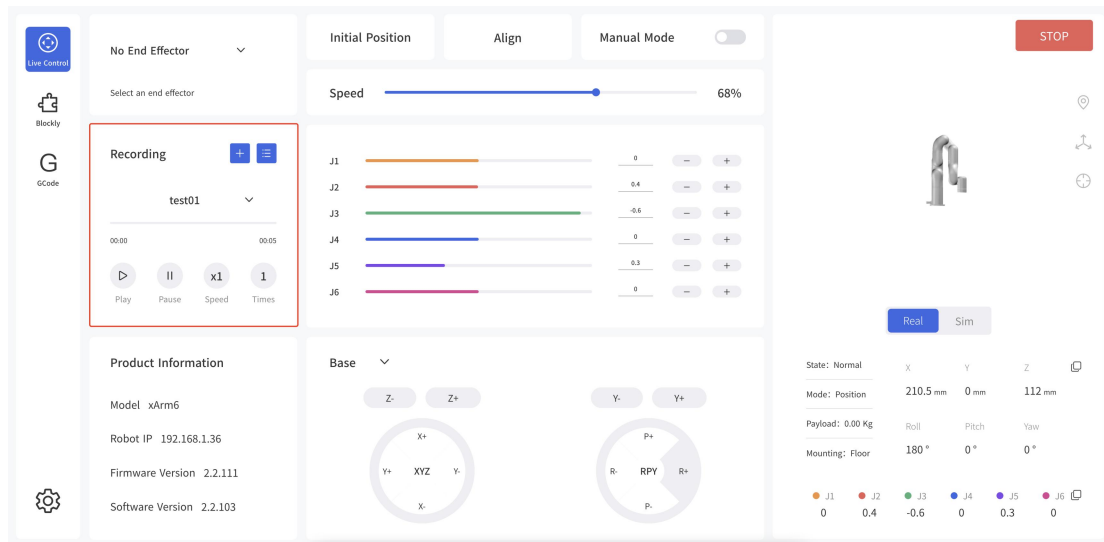 Live Control
Blockly
G
GCode
No End Effector
Select an end effector
Recording
+
test01
00:00 00:05
x1 1
Play Pause Speed Times
Product Information
Model xArm6
Robot IP 192.168.1.36
Firmware Version 2.2.111
Software Version 2.2.103
Initial Position Align Manual Mode
Speed 68%
J1 0 - +
J2 0.4 - +
J3 -0.6 - +
J4 0 - +
J5 0.3 - +
J6 0 - +
Base
Z- Z+
X+
Y+ XYZ Y-
X-
Y- Y+
P+
R- RPY R+
P-
STOP
Real Sim
State: Normal
Mode: Position
Payload: 0.00 Kg
Mounting: Floor
X Y Z
210.5 mm 0 mm 112 mm
Roll Pitch Yaw
180 ° 0 ° 0 °
J1 J2 J3 J4 J5 J6
0 0.4 -0.6 0 0.3 0